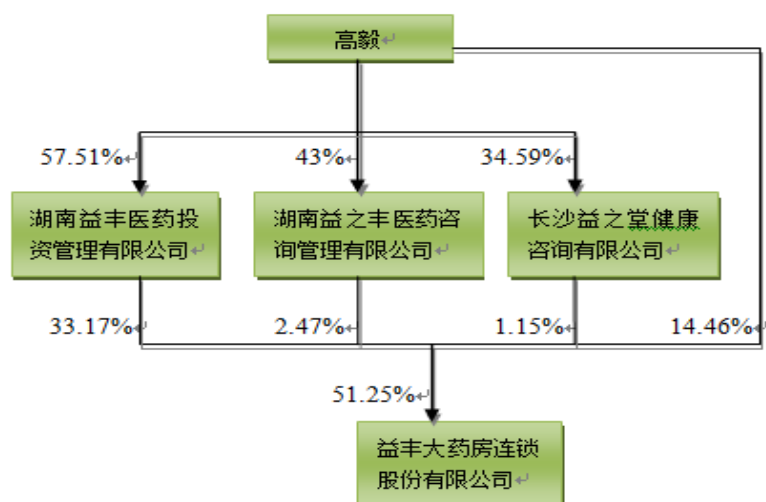 高毅
57.51%
43%
34.59%
湖南益丰医药投
资管理有限公司
湖南益之丰医药咨
询管理有限公司
长沙益之堂健康
咨询有限公司
33.17%
2.47%
1.15%
14.46%
51.25%
益丰大药房连锁
股份有限公司